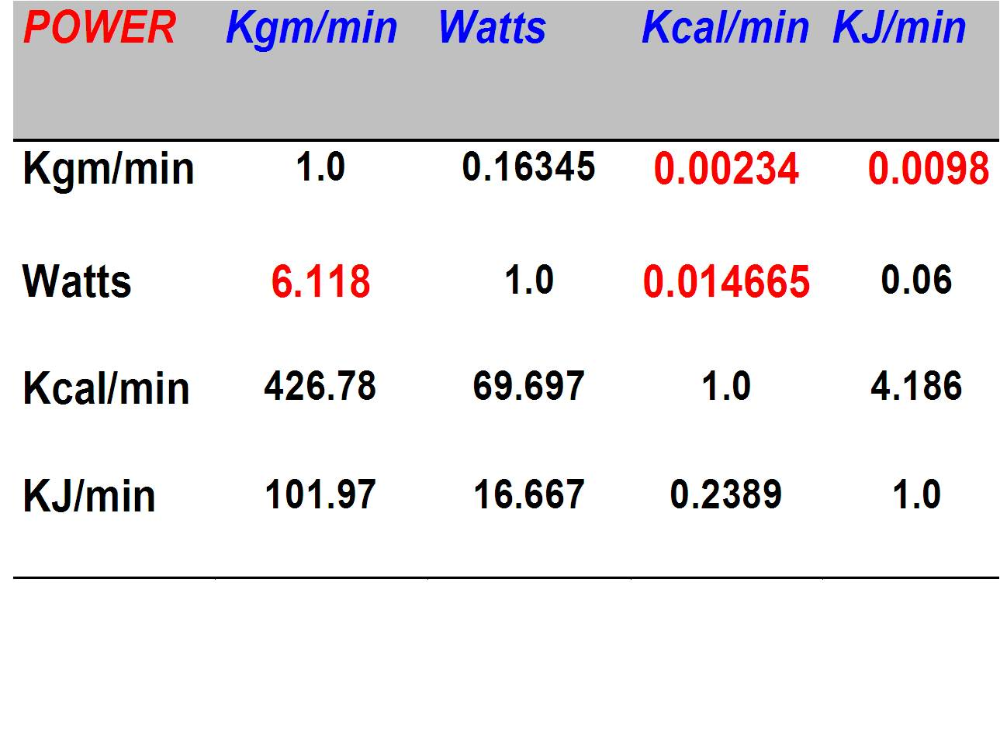 POWER Kgm/min Watts Kcal/min KJ/min
Kgm/min 1.0 0.16345 0.00234 0.0098
Watts 6.118 1.0 0.014665 0.06
Kcal/min 426.78 69.697 1.0 4.186
KJ/min 101.97 16.667 0.2389 1.0